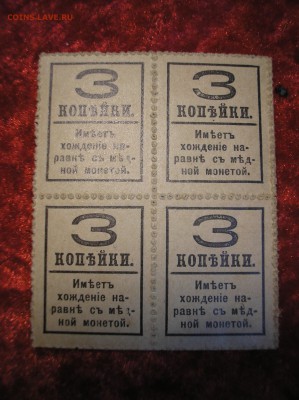 COINS.LAVE.RU
3
КОПѢЙКИ.
Имеетъ
хожденіе на-
равнѣ съ мѣд-
ной монетой.
3
КОПѢЙКИ.
Имѣетъ
хожденіе на-
равнѣ съ мѣд-
ной монетой.
3
КОПѢЙКИ.
Имѣетъ
хожденіе на-
равнѣ съ мѣд-
ной монетой.
3
КОПѢЙКИ.
Имѣетъ
хожденіе на-
равнѣ съ мѣд-
ной монетой.